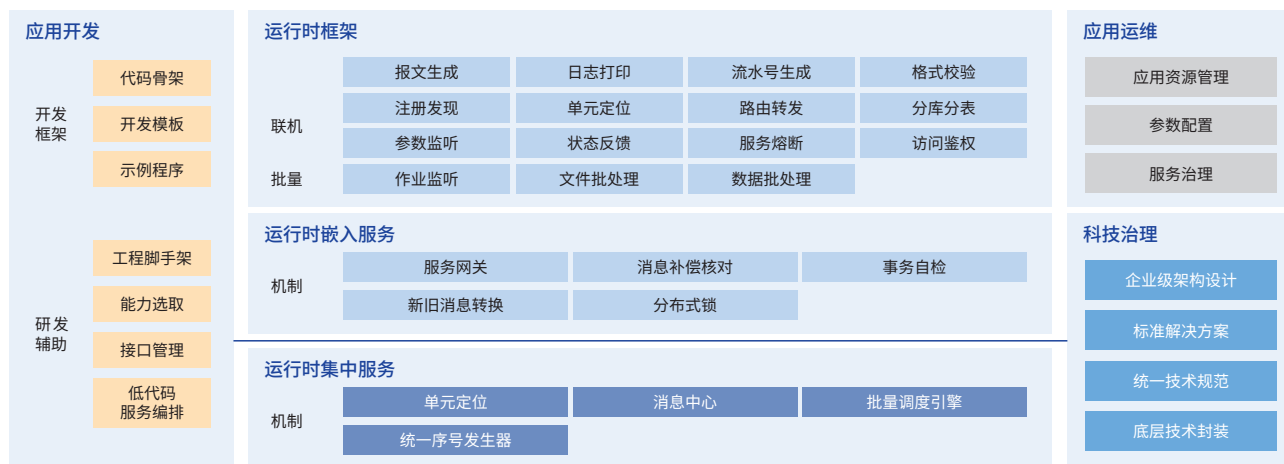 应用开发
开发
框架
代码骨架
开发模板
示例程序
研发
辅助
工程脚手架
能力选取
接口管理
低代码
服务编排
运行时框架
报文生成 日志打印 流水号生成 格式校验
联机
注册发现 单元定位 路由转发 分库分表
参数监听 状态反馈 服务熔断 访问鉴权
批量 作业监听 文件批处理 数据批处理
运行时嵌入服务
机制
服务网关 消息补偿核对 事务自检
新旧消息转换 分布式锁
运行时集中服务
机制
单元定位 消息中心 批量调度引擎
统一序号发生器
应用运维
应用资源管理
参数配置
服务治理
科技治理
企业级架构设计
标准解决方案
统一技术规范
底层技术封装